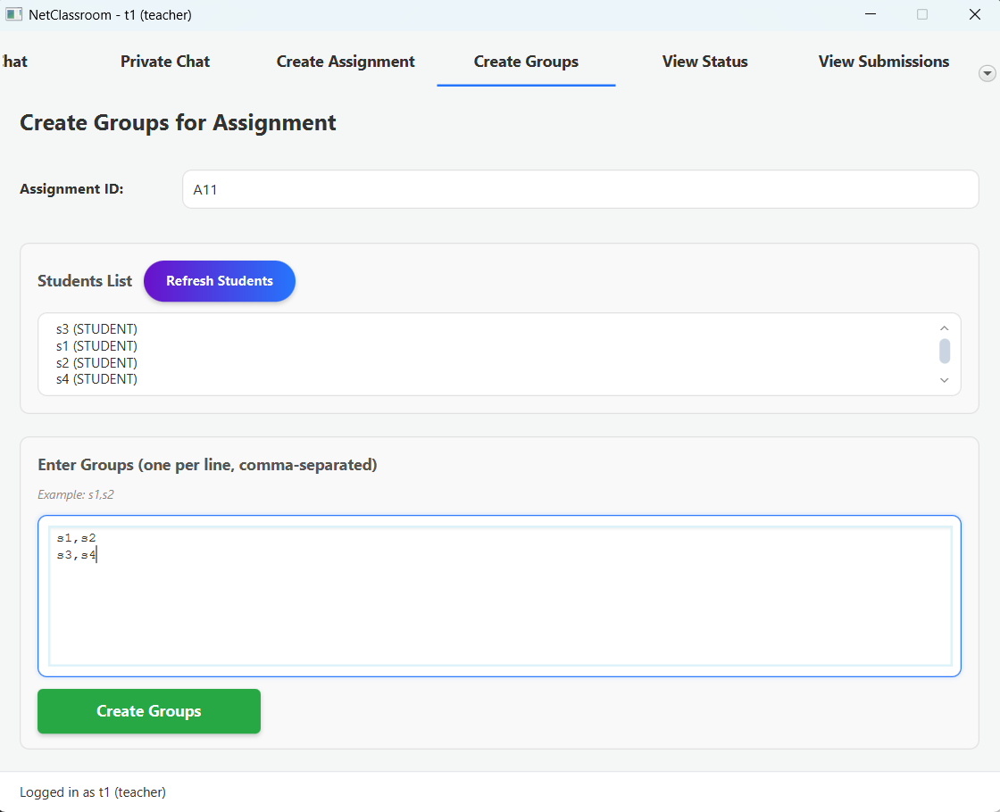 NetClassroom - t1 (teacher)
hat Private Chat Create Assignment Create Groups View Status View Submissions
Create Groups for Assignment
Assignment ID: A11
Students List Refresh Students
s3 (STUDENT)
s1 (STUDENT)
s2 (STUDENT)
s4 (STUDENT)
Enter Groups (one per line, comma-separated)
Example: s1,s2
s1,s2
s3,s4
Create Groups
Logged in as t1 (teacher)